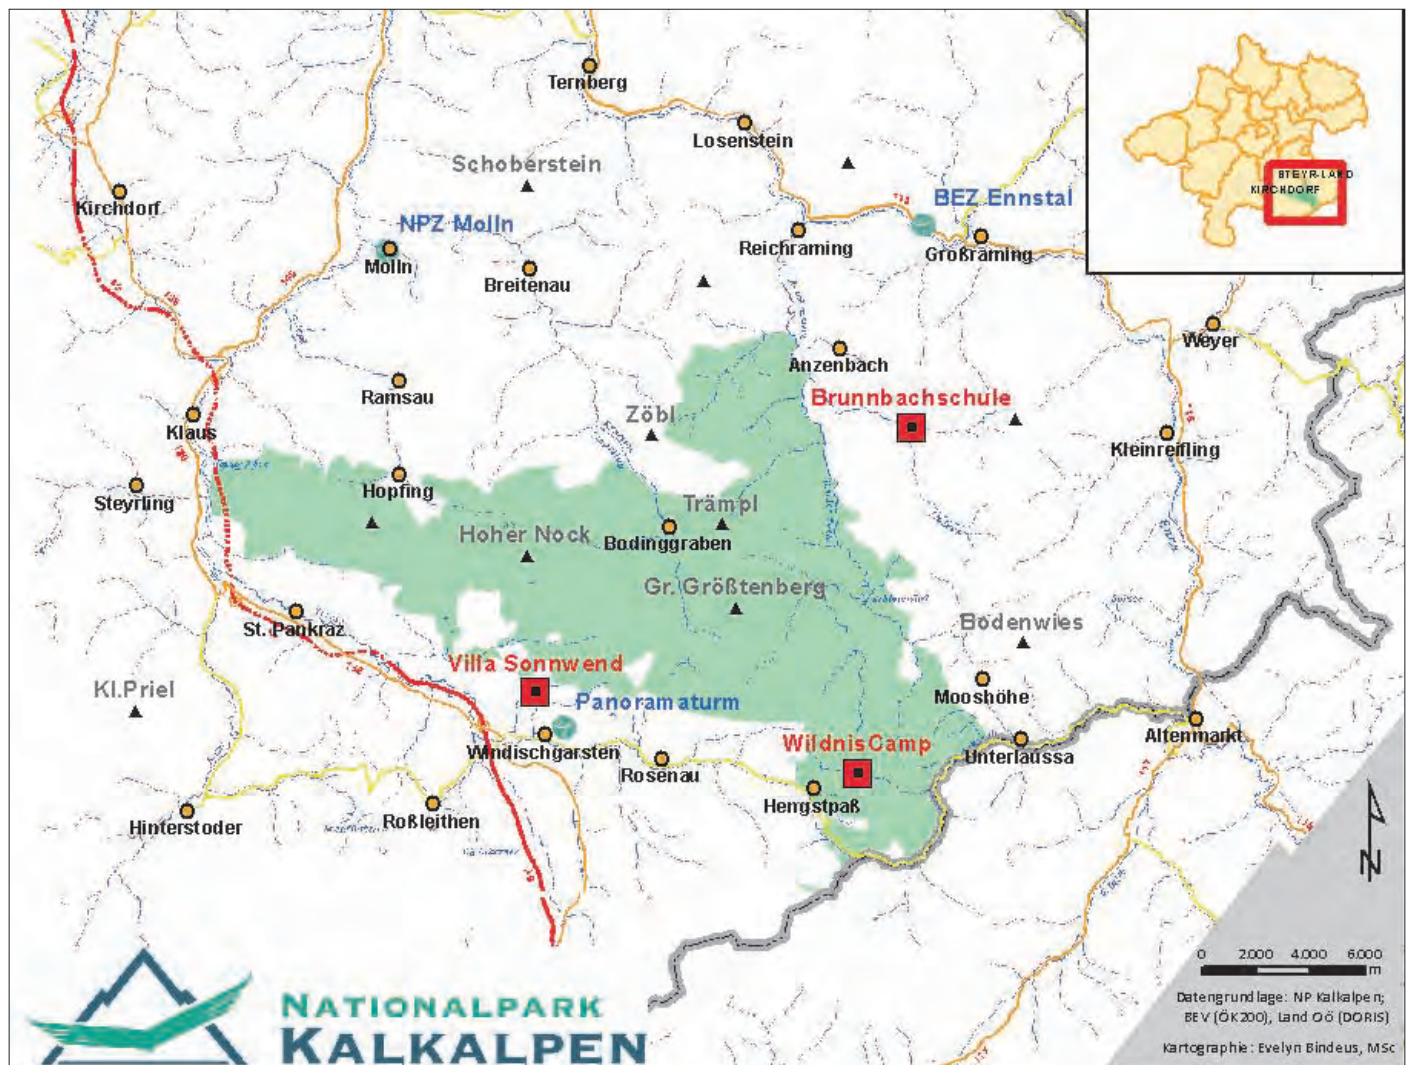 Ternberg
Losenstein
STEYR-LAND
KIRCHDORF
Schoberstein
Kirchdorf
NPZ Molln
BEZ Ennstal
Molln
Reichraming
Großraming
Breitenau
Weyer
Anzenbach
Ramsau
Brunnbachschule
Zöbl
Klaus
Kleinreifling
Steyrling
Hopfing
Trämpl
Hoher Nock
Bodinggraben
Gr. Größtenberg
St. Pankraz
Bodenwies
Villa Sonnwend
Kl.Priel
Panoramaturm
Mooshöhe
Windischgarsten
WildnisCamp
Altenmarkt
Unterlaussa
Rosenau
Hengstpaß
Hinterstoder
Roßleithen
N
0 2.000 4.000 6.000
m
NATIONALPARK
KALKALPEN
Datengrundlage: NP Kalkalpen;
BEV (ÖK200), Land OÖ (DORIS)
Kartographie: Evelyn Bindeus, MSc